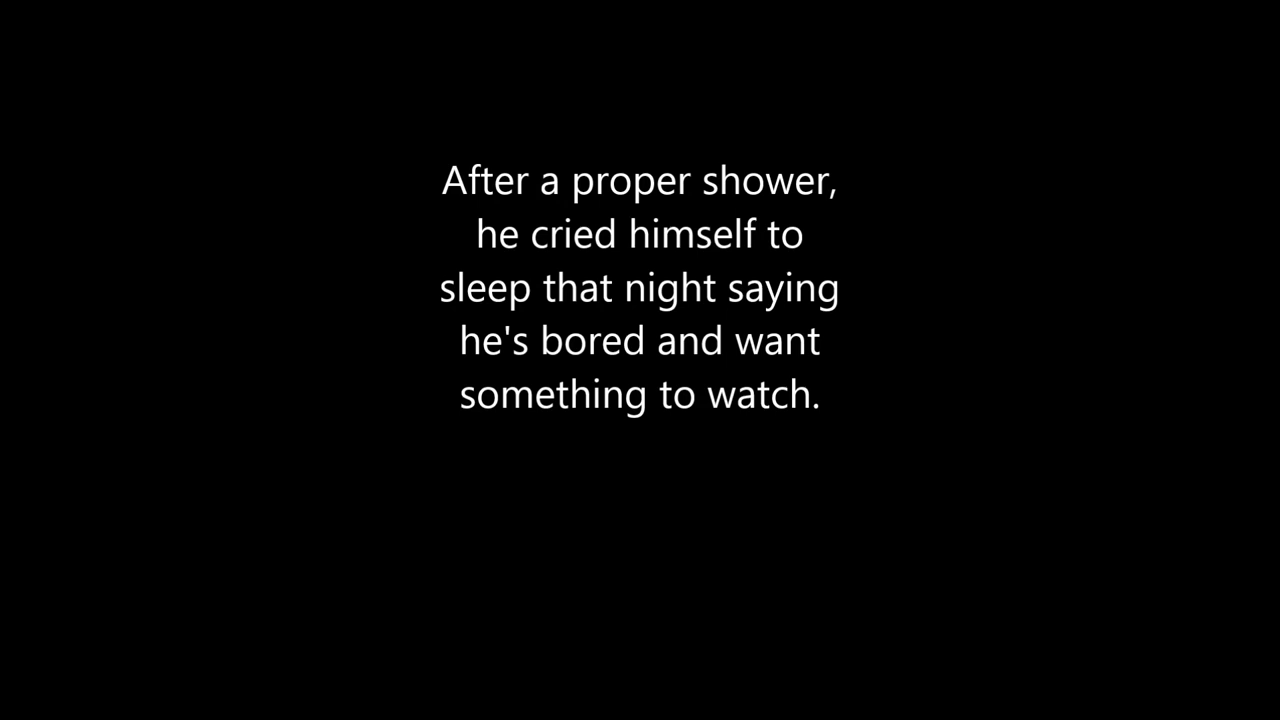 After a proper shower,
he cried himself to
sleep that night saying
he's bored and want
something to watch.